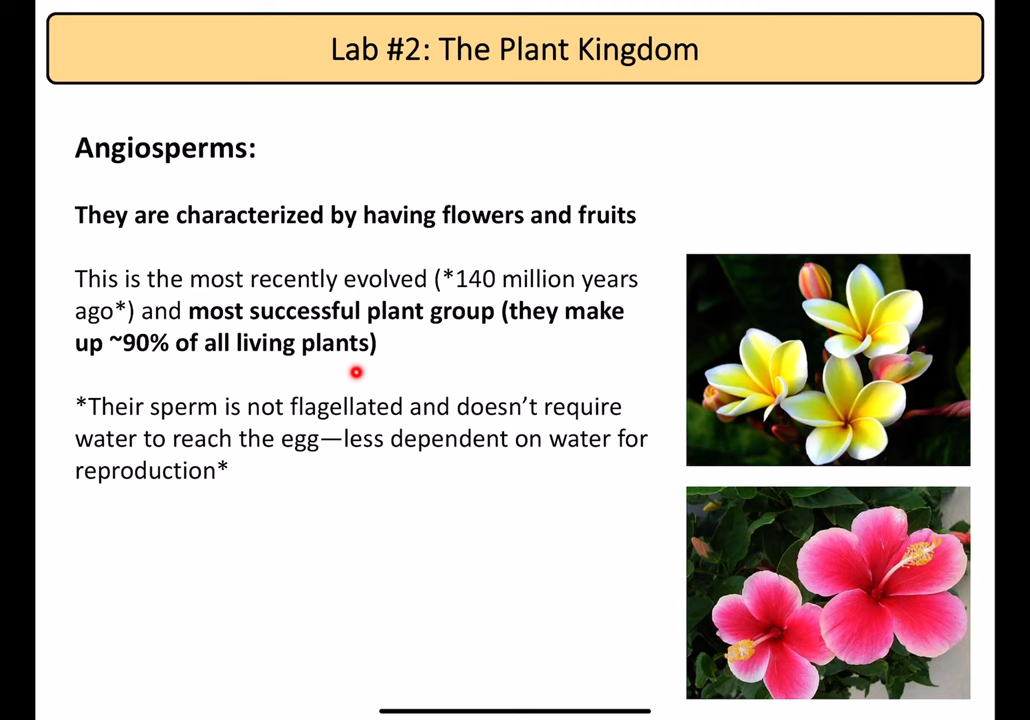 Lab #2: The Plant Kingdom
Angiosperms:
They are characterized by having flowers and fruits
This is the most recently evolved (*140 million years
ago*) and most successful plant group (they make
up ~90% of all living plants)
*Their sperm is not flagellated and doesn’t require
water to reach the egg—less dependent on water for
reproduction*